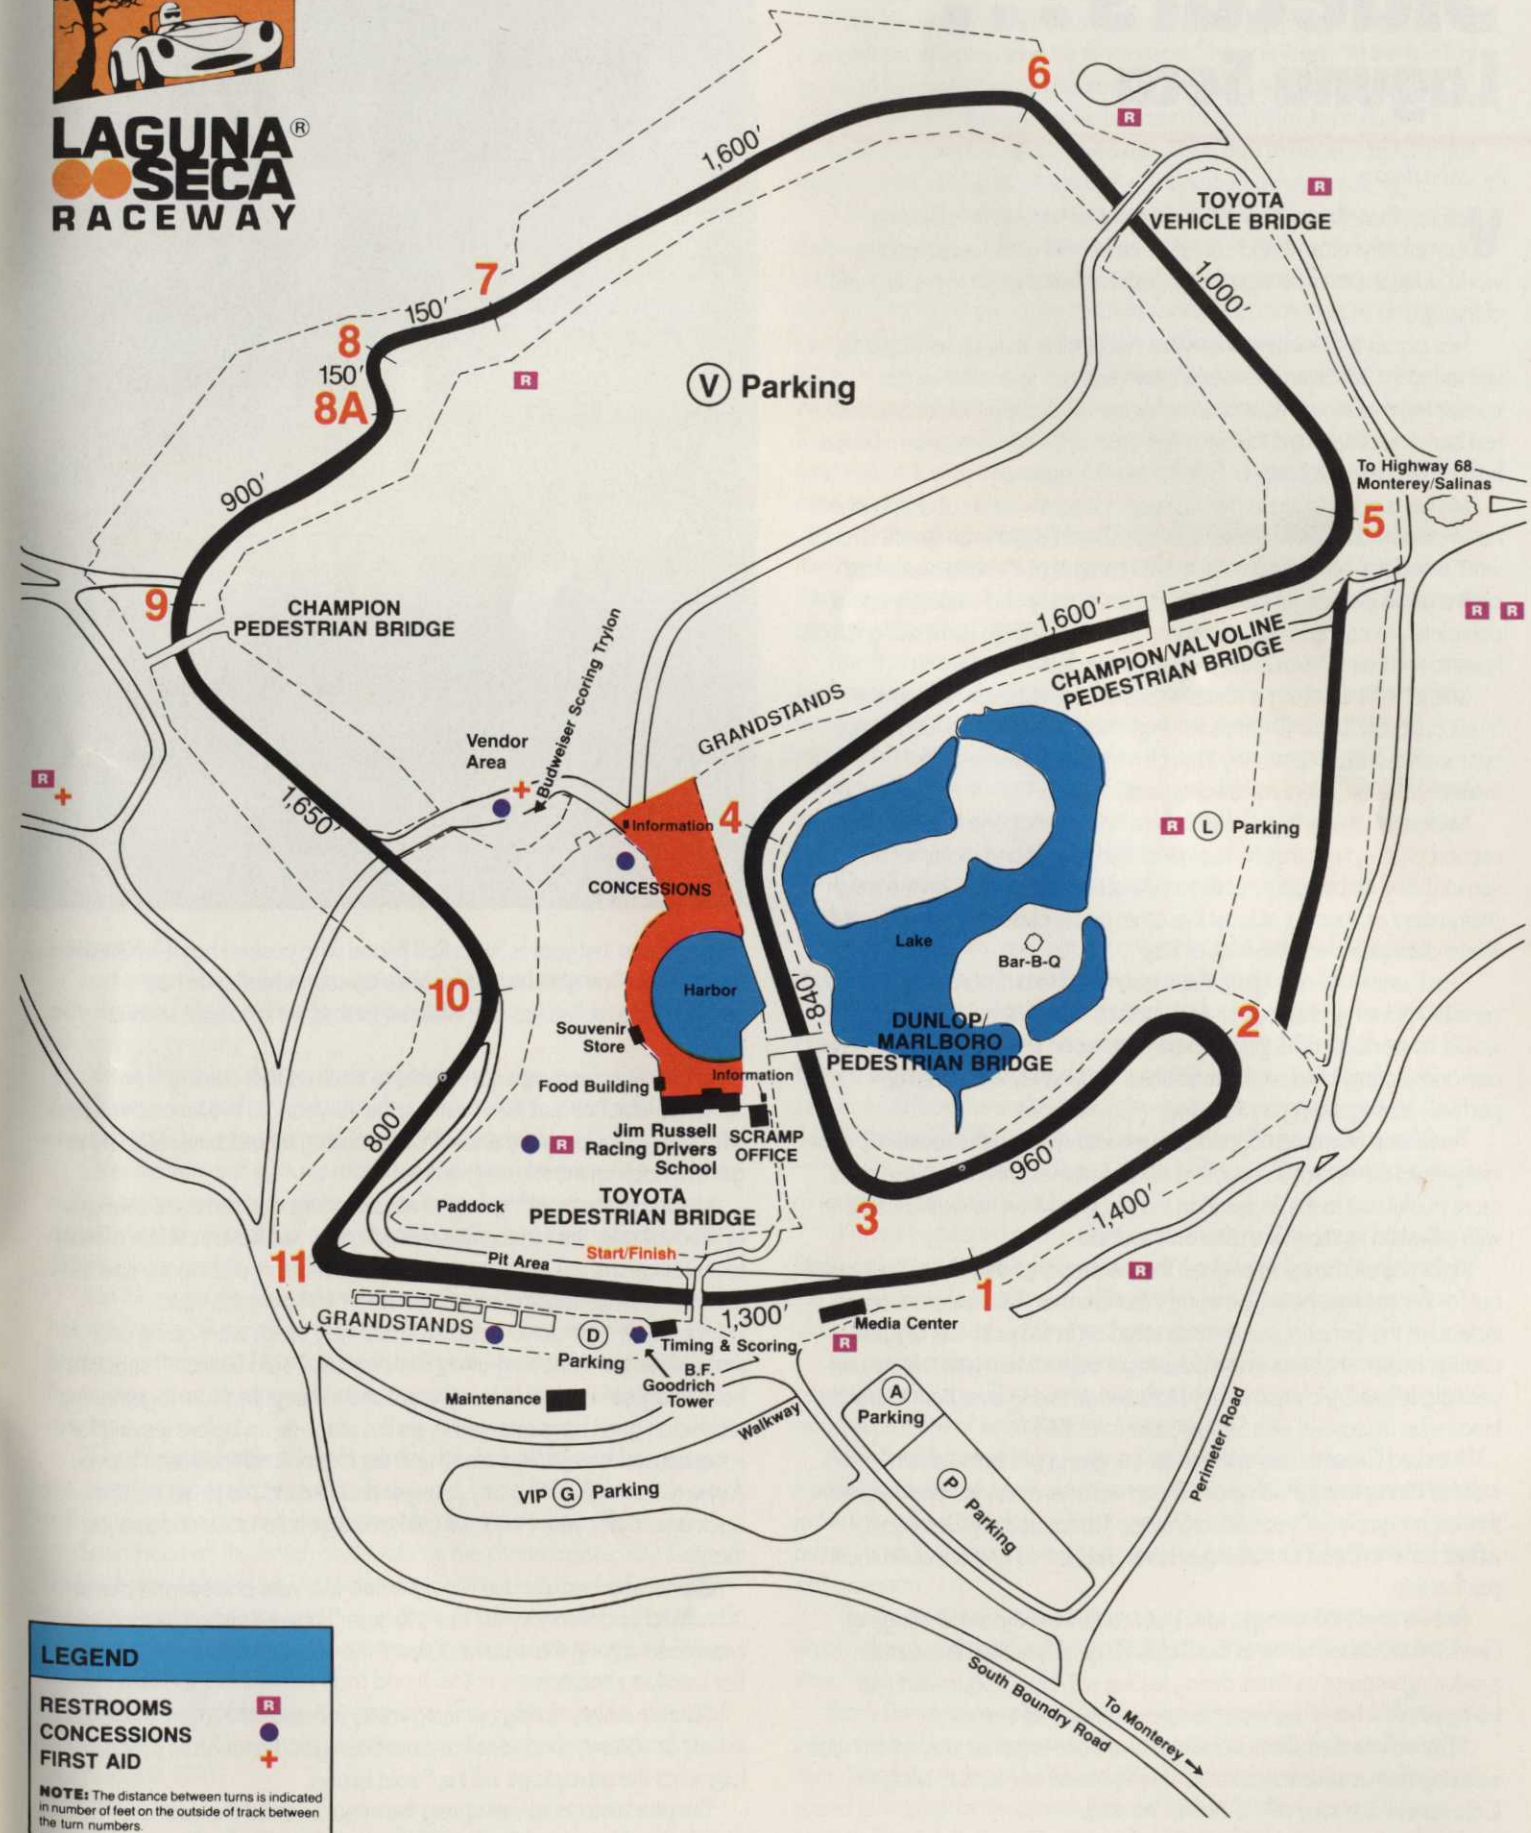 LAGUNA®
SECA
RACEWAY
6
R
1,600'
TOYOTA
VEHICLE BRIDGE
R
7
1,000'
150'
8
150'
8A
R
V Parking
To Highway 68
Monterey/Salinas
900'
5
9
CHAMPION
PEDESTRIAN BRIDGE
1,600'
R R
CHAMPION/VALVOLINE
PEDESTRIAN BRIDGE
Budweiser Scoring Trylon
GRANDSTANDS
Vendor
Area
R
1,650'
Information
4
R L Parking
CONCESSIONS
Lake
Bar-B-Q
10
Harbor
840'
2
Souvenir
Store
DUNLOP/
MARLBORO
PEDESTRIAN BRIDGE
Food Building
Information
800'
R
Jim Russell
Racing Drivers
School
SCRAMP
OFFICE
960'
Paddock
TOYOTA
PEDESTRIAN BRIDGE
3
1,400'
11
Pit Area
Start/Finish
R
1
1,300'
GRANDSTANDS
D
Parking
Timing & Scoring
Media Center
R
B.F.
Goodrich
Tower
Maintenance
A
Parking
Walkway
Perimeter Road
VIP G Parking
P Parking
South Boundry Road
To Monterey
LEGEND
RESTROOMS R
CONCESSIONS
FIRST AID
NOTE: The distance between turns is indicated
in number of feet on the outside of track between
the turn numbers.